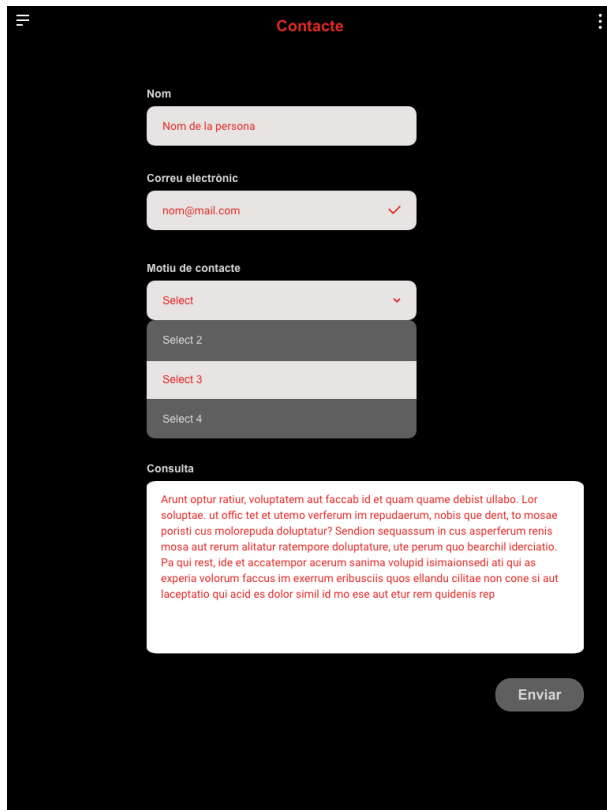 Contacte
Nom
Nom de la persona
Correu electrònic
nom@mail.com
Motiu de contacte
Select
Select 2
Select 3
Select 4
Consulta
Arunt optur ratiur, voluptatem aut faccab id et quam quame debist ullabo. Lor
soluptae. ut offic tet et utemo verferum im repudaerum, nobis que dent, to mosae
poristi cus molorepuda doluptatur? Sendion sequassum in cus asperferum renis
mosa aut rerum alitatur ratempore doluptature, ute perum quo bearchil iderciatio.
Pa qui rest, ide et accatempor acerum sanima volupid isimaionsedi ati qui as
experia volorum faccus im exerrum eribusciis quos ellandu cilitae non cone si aut
laceptatio qui acid es dolor simil id mo ese aut etur rem quidenis rep
Enviar